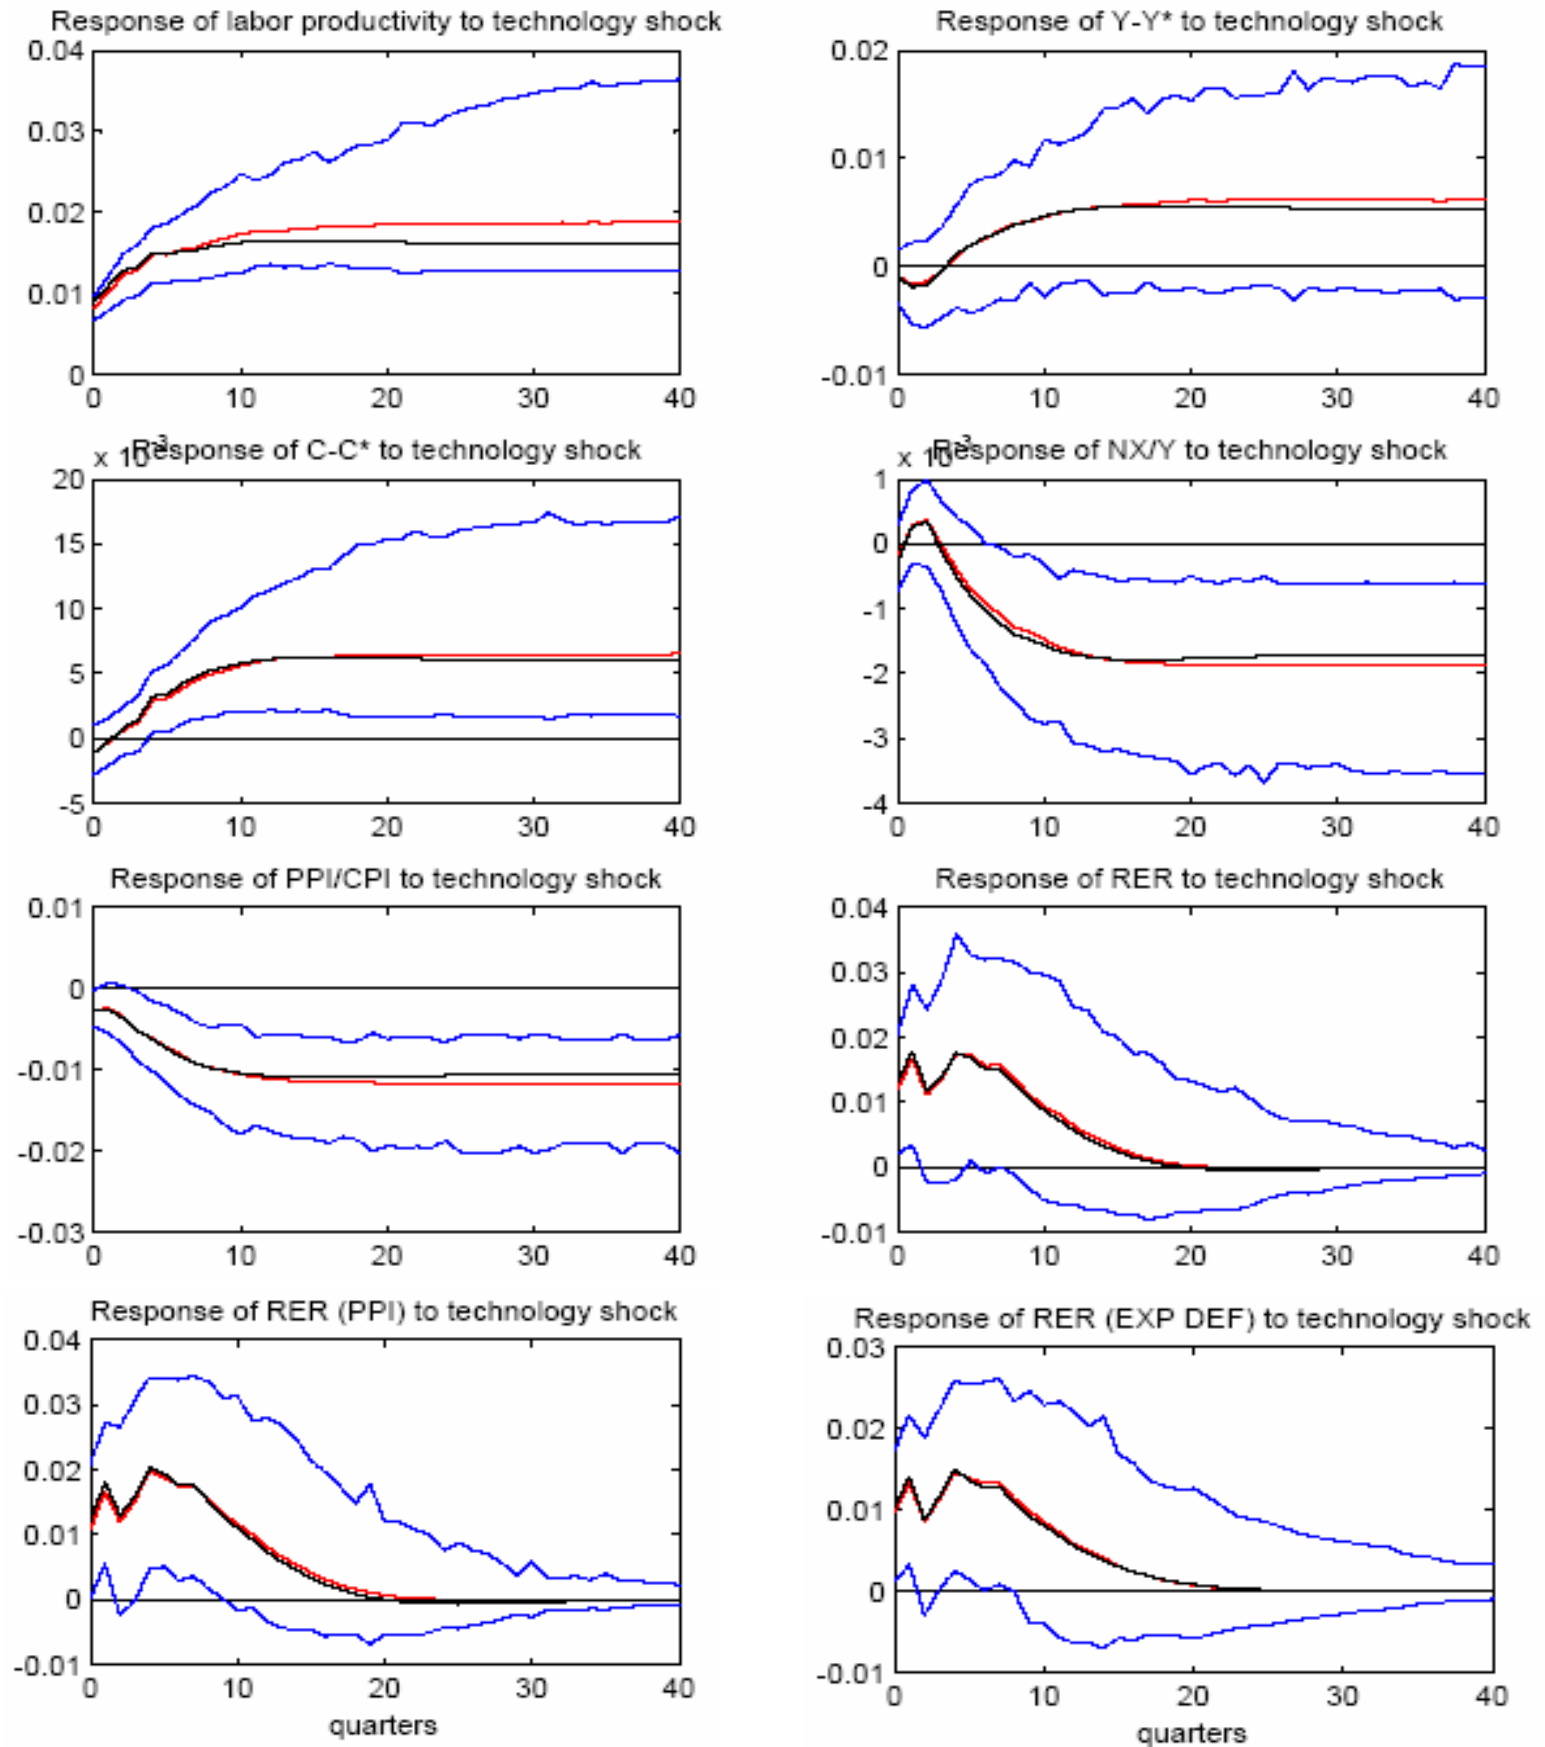 Response of labor productivity to technology shock
0.04
0.03
0.02
0.01
0
0 10 20 30 40
Response of Y-Y* to technology shock
0.02
0.01
0
-0.01
0 10 20 30 40
x 10-3
Response of C-C* to technology shock
20
15
10
5
0
-5
0 10 20 30 40
x 10-3
Response of NX/Y to technology shock
1
0
-1
-2
-3
-4
0 10 20 30 40
Response of PPI/CPI to technology shock
0.01
0
-0.01
-0.02
-0.03
0 10 20 30 40
Response of RER to technology shock
0.04
0.03
0.02
0.01
0
-0.01
0 10 20 30 40
Response of RER (PPI) to technology shock
0.04
0.03
0.02
0.01
0
-0.01
0 10 20 30 40
quarters
Response of RER (EXP DEF) to technology shock
0.03
0.02
0.01
0
-0.01
0 10 20 30 40
quarters